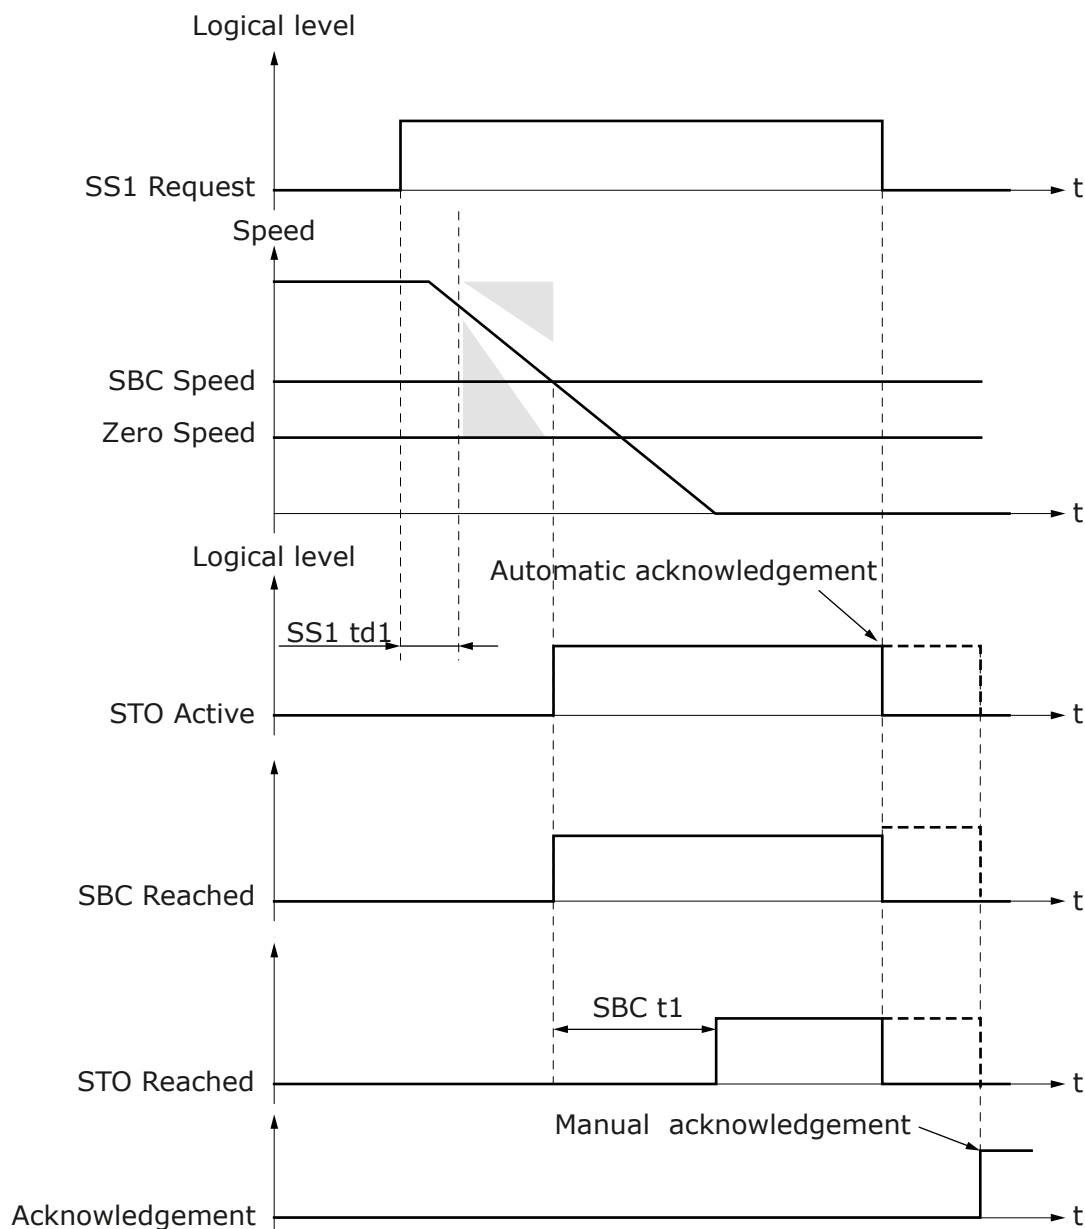 Logical level
SS1 Request
t
Speed
SBC Speed
Zero Speed
t
Logical level
Automatic acknowledgement
SS1 td1
STO Active
t
SBC Reached
t
SBC t1
STO Reached
t
Manual  acknowledgement
Acknowledgement
t